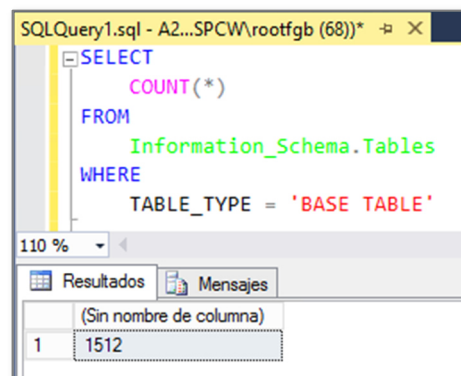 SQLQuery1.sql - A2...SPCW\rootfgb (68))*
SELECT
COUNT(*)
FROM
Information_Schema.Tables
WHERE
TABLE_TYPE = 'BASE TABLE'
110 %
Resultados Mensajes
(Sin nombre de columna)
1 1512